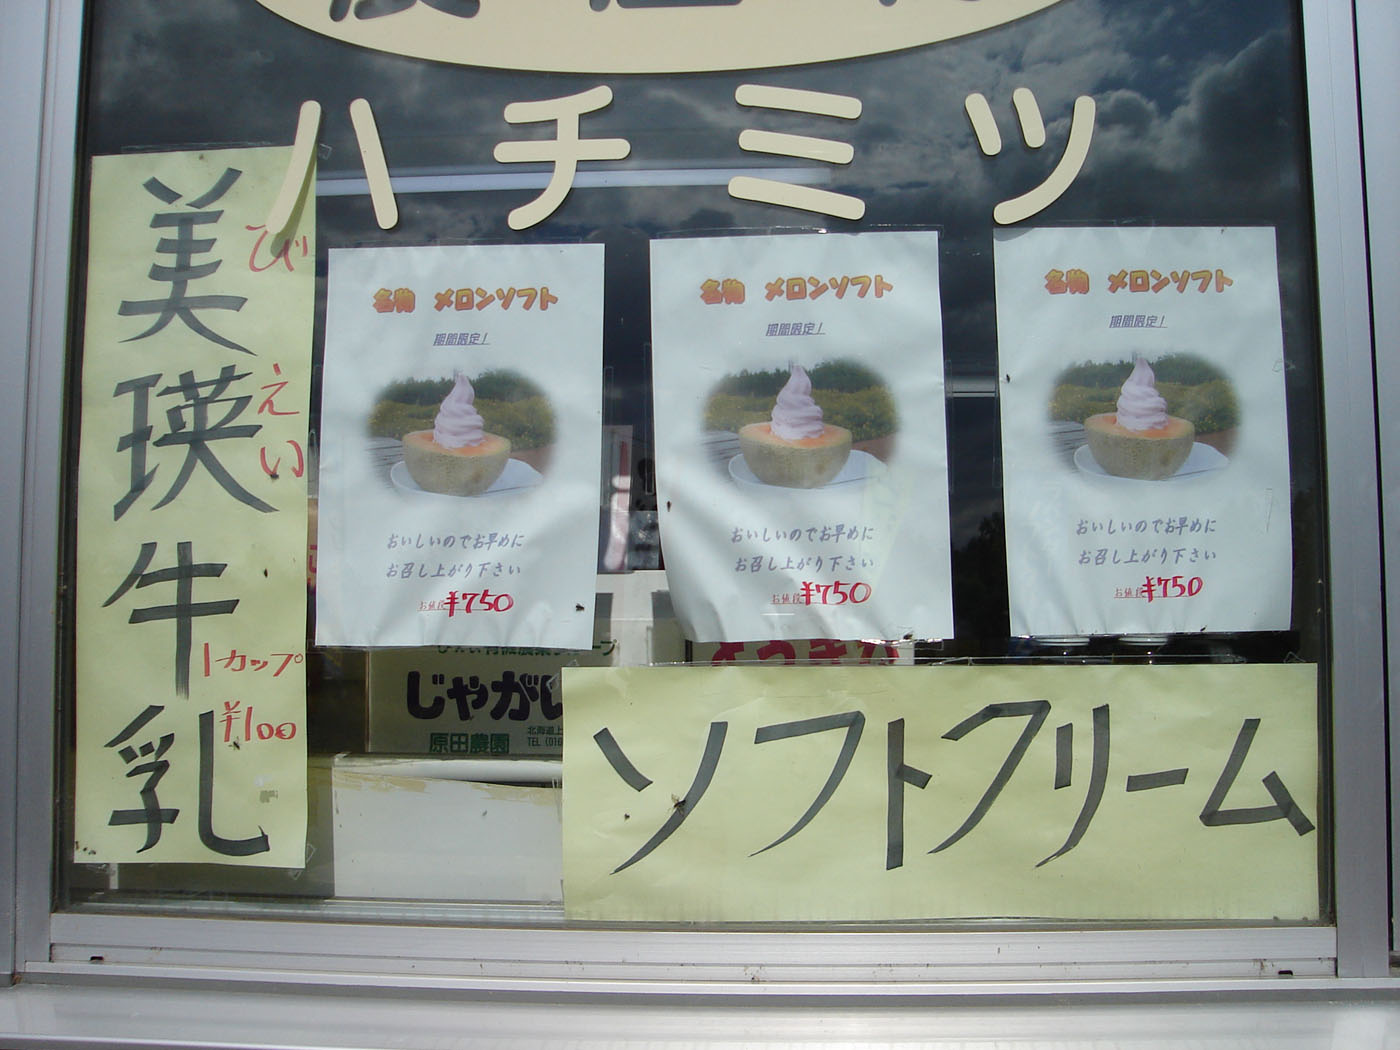 ハチミツ
美瑛牛乳
びえい
1カップ
¥100
名物 メロンソフト
期間限定!
おいしいのでお早めに
お召し上がり下さい
お値段¥750
名物 メロンソフト
期間限定!
おいしいのでお早めに
お召し上がり下さい
お値段¥750
名物 メロンソフト
期間限定!
おいしいのでお早めに
お召し上がり下さい
お値段¥750
じゃがい
原田農園
北海道上
TEL (016
ソフトクリーム